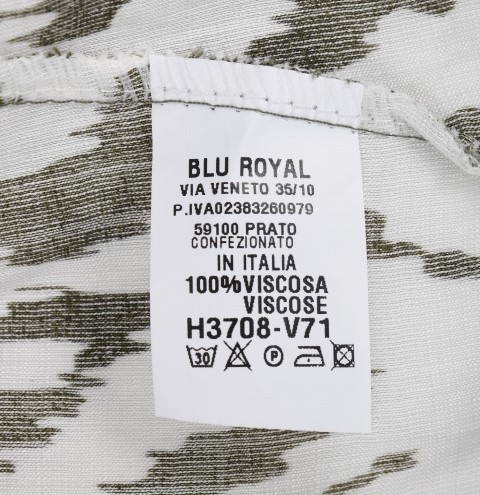 BLU ROYAL
VIA VENETO 35/10
P.IVA02383260979
59100 PRATO
CONFEZIONATO
IN ITALIA
100%VISCOSA
VISCOSE
H3708-V71
30 P